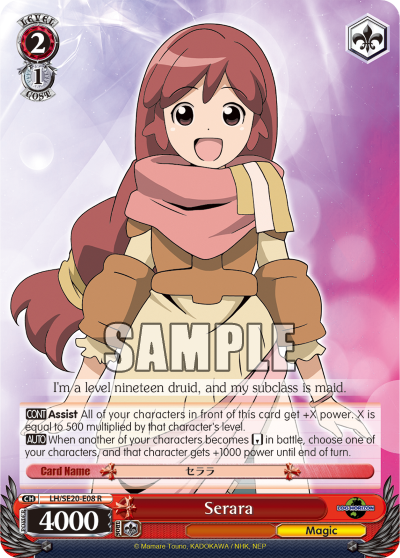 LEVEL
2
1
COST
SAMPLE
I'm a level nineteen druid, and my subclass is maid.
CONT Assist All of your characters in front of this card get +X power. X is
equal to 500 multiplied by that character's level.
AUTO When another of your characters becomes in battle, choose one of
your characters, and that character gets +1000 power until end of turn.
Card Name セララ
CH LH/SE20-E08 R
POWER 4000 SOUL Serara
Magic
© Mamare Touno, KADOKAWA / NHK, NEP